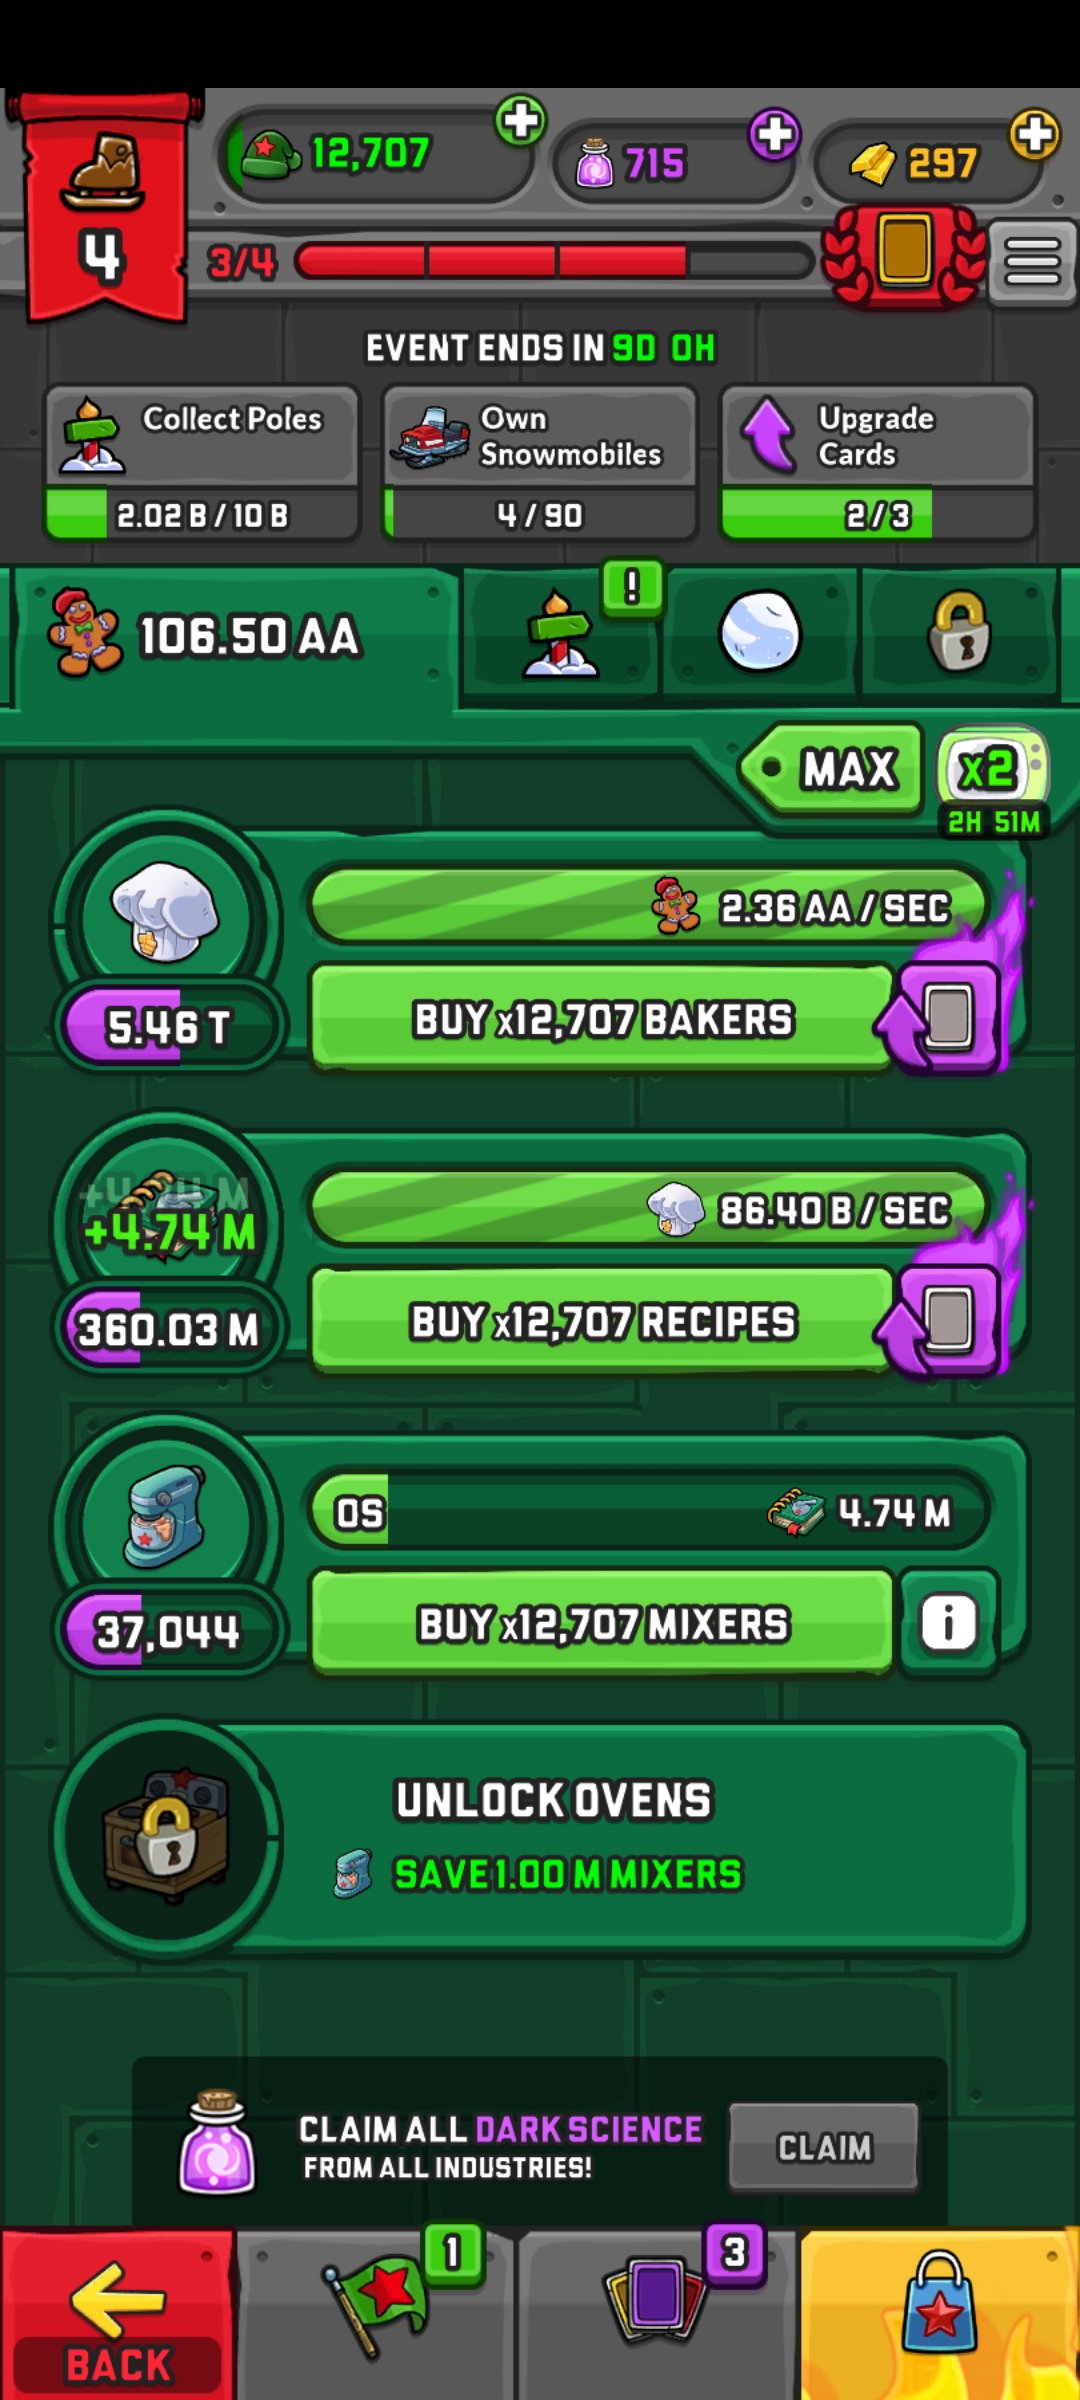 12,707
715
297
4
3/4
EVENT ENDS IN 9D 0H
Collect Poles
2.02 B / 10 B
Own
Snowmobiles
4 / 90
Upgrade
Cards
2 / 3
106.50 AA
!
MAX
x2
2H 51M
2.36 AA / SEC
5.46 T
BUY x12,707 BAKERS
+4.74 M
+4.74 M
86.40 B / SEC
360.03 M
BUY x12,707 RECIPES
0S
4.74 M
37,044
BUY x12,707 MIXERS
i
UNLOCK OVENS
SAVE 1.00 M MIXERS
CLAIM ALL DARK SCIENCE
FROM ALL INDUSTRIES!
CLAIM
1
3
BACK